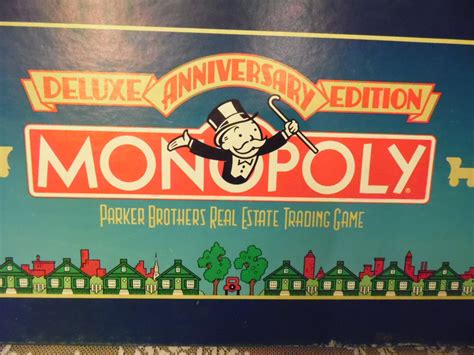 DELUXE ANNIVERSARY EDITION
MONOPOLY®
PARKER BROTHERS REAL ESTATE TRADING GAME